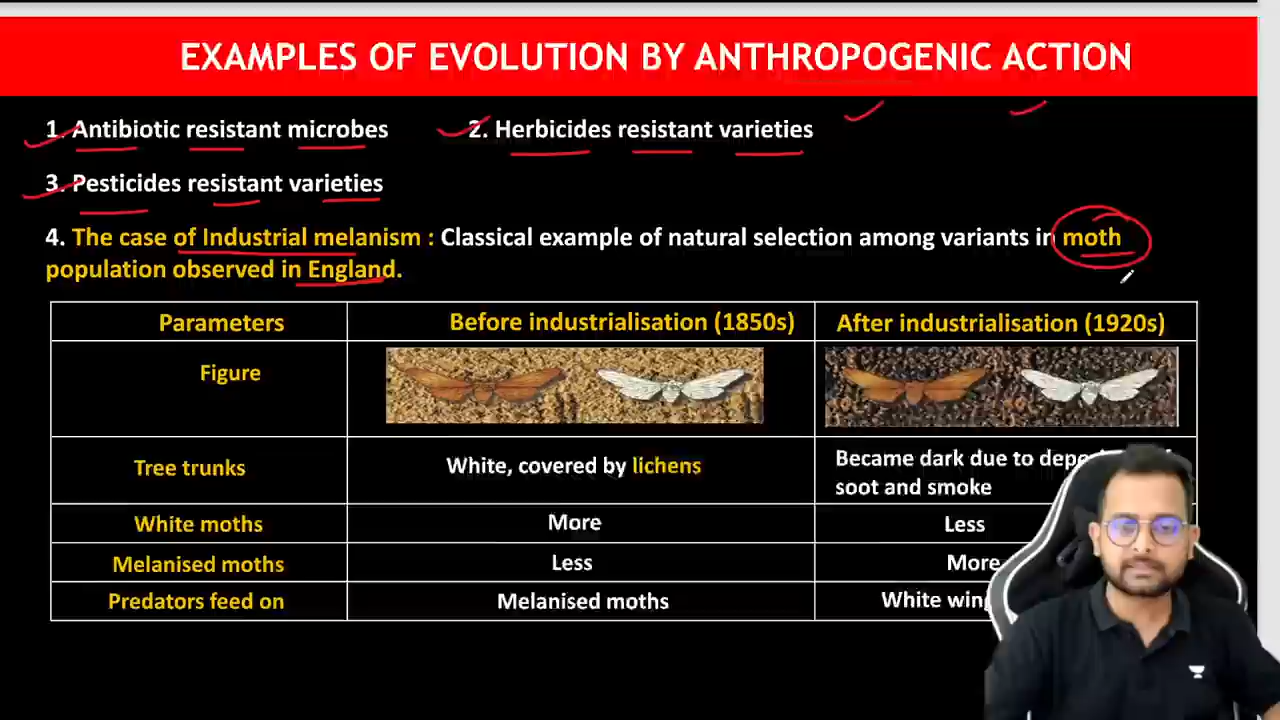 EXAMPLES OF EVOLUTION BY ANTHROPOGENIC ACTION
1. Antibiotic resistant microbes 2. Herbicides resistant varieties
3. Pesticides resistant varieties
4. The case of Industrial melanism : Classical example of natural selection among variants in moth
population observed in England.
Parameters Before industrialisation (1850s) After industrialisation (1920s)
Figure
Tree trunks White, covered by lichens Became dark due to
soot and smoke
White moths More Less
Melanised moths Less More
Predators feed on Melanised moths White